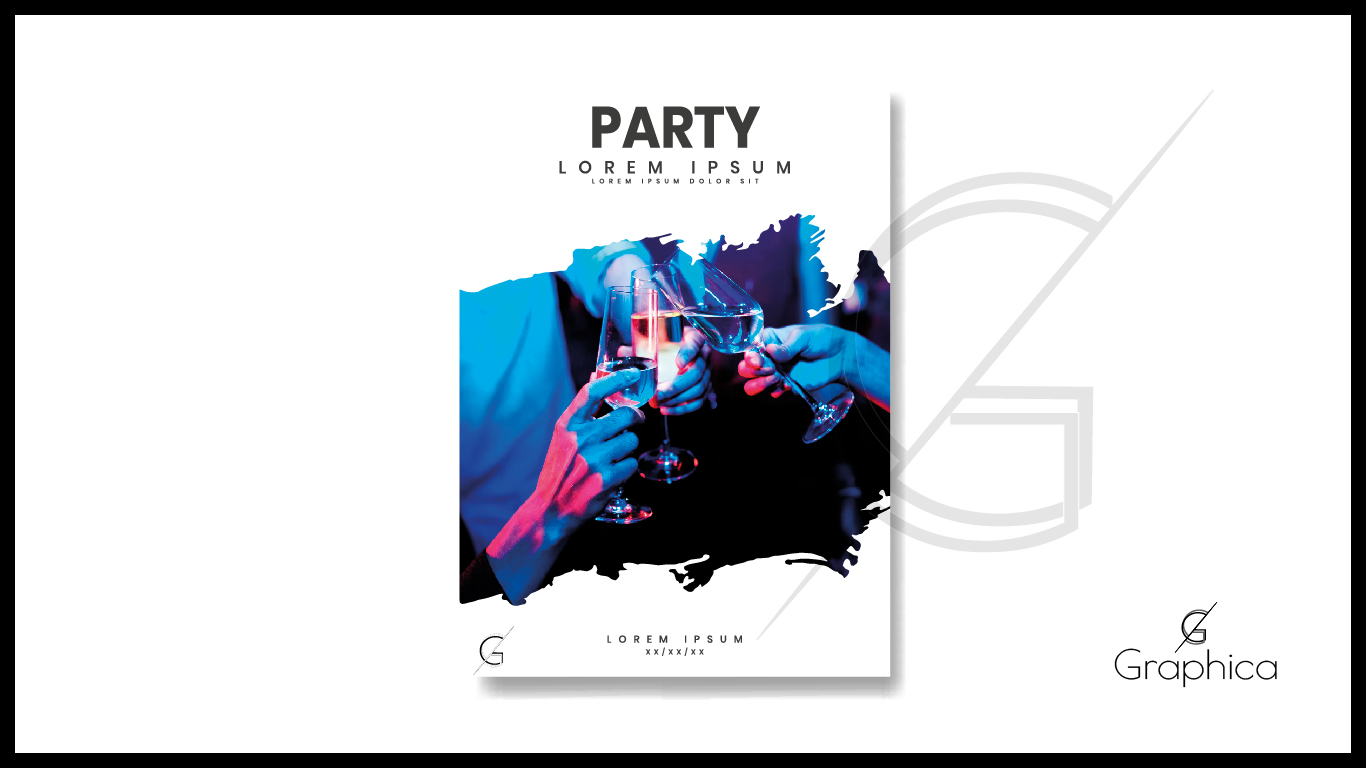 PARTY
LOREM IPSUM
LOREM IPSUM DOLOR SIT
G
LOREM IPSUM
XX/XX/XX
G
G
Graphica